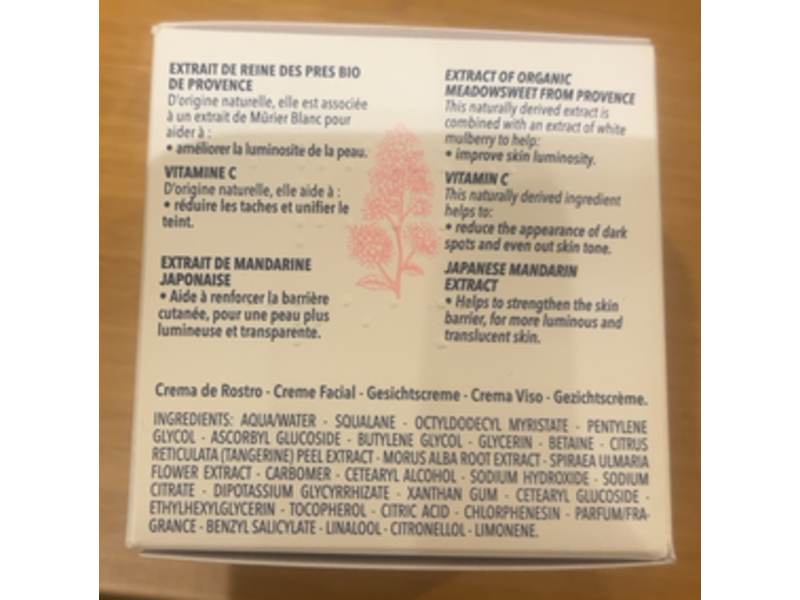 EXTRAIT DE REINE DES PRES BIO
DE PROVENCE
D'origine naturelle, elle est associée
à un extrait de Mûrier Blanc pour
aider à :
• améliorer la luminosite de la peau.
VITAMINE C
D'origine naturelle, elle aide à :
• réduire les taches et unifier le
teint.
EXTRAIT DE MANDARINE
JAPONAISE
• Aide à renforcer la barrière
cutanée, pour une peau plus
lumineuse et transparente.
EXTRACT OF ORGANIC
MEADOWSWEET FROM PROVENCE
This naturally derived extract is
combined with an extract of white
mulberry to help:
• improve skin luminosity.
VITAMIN C
This naturally derived ingredient
helps to:
• reduce the appearance of dark
spots and even out skin tone.
JAPANESE MANDARIN
EXTRACT
• Helps to strengthen the skin
barrier, for more luminous and
translucent skin.
Crema de Rostro - Creme Facial - Gesichtscreme - Crema Viso - Gezichtscrème.
INGREDIENTS: AQUA/WATER - SQUALANE - OCTYLDODECYL MYRISTATE - PENTYLENE
GLYCOL - ASCORBYL GLUCOSIDE - BUTYLENE GLYCOL - GLYCERIN - BETAINE - CITRUS
RETICULATA (TANGERINE) PEEL EXTRACT - MORUS ALBA ROOT EXTRACT - SPIRAEA ULMARIA
FLOWER EXTRACT - CARBOMER - CETEARYL ALCOHOL - SODIUM HYDROXIDE - SODIUM
CITRATE - DIPOTASSIUM GLYCYRRHIZATE - XANTHAN GUM - CETEARYL GLUCOSIDE -
ETHYLHEXYLGLYCERIN - TOCOPHEROL - CITRIC ACID - CHLORPHENESIN - PARFUM/FRA-
GRANCE - BENZYL SALICYLATE - LINALOOL - CITRONELLOL - LIMONENE.